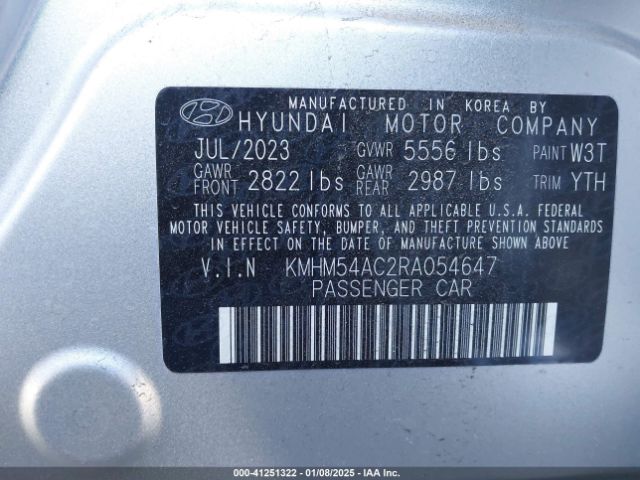 MANUFACTURED IN KOREA BY
HYUNDAI MOTOR COMPANY
JUL/2023 GVWR 5556 lbs PAINT W3T
GAWR FRONT 2822 lbs GAWR REAR 2987 lbs TRIM YTH
THIS VEHICLE CONFORMS TO ALL APPLICABLE U.S.A. FEDERAL
MOTOR VEHICLE SAFETY, BUMPER, AND THEFT PREVENTION STANDARDS
IN EFFECT ON THE DATE OF MANUFACTURE SHOWN ABOVE.
V.I.N KMHM54AC2RA054647
PASSENGER CAR
000-41251322 | 01/08/2025 | IAA Inc.